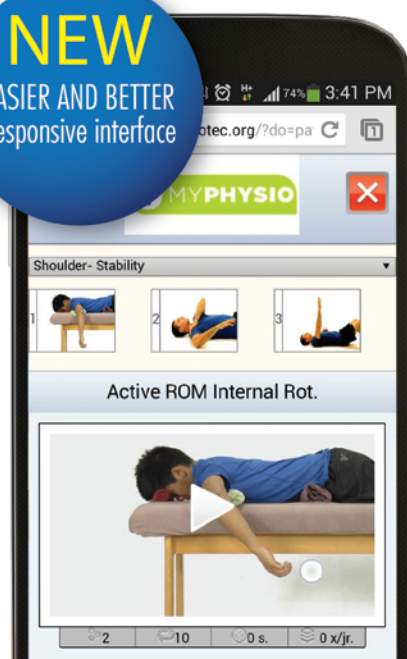 NEW
ASIER AND BETTER
esponsive interface
74% 3:41 PM
otec.org/?do=pa
1
MYPHYSIO
Shoulder- Stability
1
2
3
Active ROM Internal Rot.
2
10
0 s.
0 x/jr.